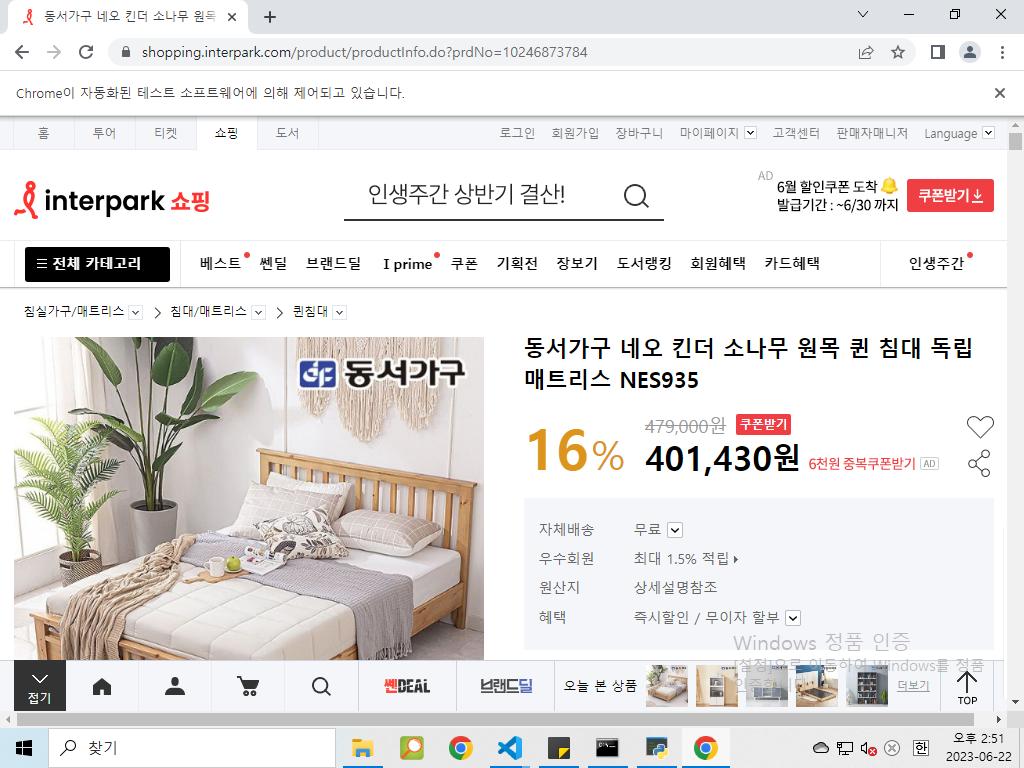 동서가구 네오 킨더 소나무 원목
shopping.interpark.com/product/productInfo.do?prdNo=10246873784
Chrome이 자동화된 테스트 소프트웨어에 의해 제어되고 있습니다.
홈 투어 티켓 쇼핑 도서 로그인 회원가입 장바구니 마이페이지 고객센터 판매자매니저 Language
interpark 쇼핑
인생주간 상반기 결산!
AD
6월 할인쿠폰 도착
발급기간 : ~6/30 까지
쿠폰받기
전체 카테고리 베스트 쎈딜 브랜드딜 I prime 쿠폰 기획전 장보기 도서랭킹 회원혜택 카드혜택 인생주간
침실가구/매트리스 침대/매트리스 퀸침대
동서가구
동서가구 네오 킨더 소나무 원목 퀸 침대 독립
매트리스 NES935
16%
479,000원 쿠폰받기
401,430원 6천원 중복쿠폰받기 AD
자체배송 무료
우수회원 최대 1.5% 적립
원산지 상세설명참조
혜택 즉시할인 / 무이자 할부
Windows 정품 인증
[설정]으로 이동하여 Windows를 정품
접기
쎈DEAL
브랜드딜
오늘 본 상품
더보기
TOP
찾기
한
오후 2:51
2023-06-22